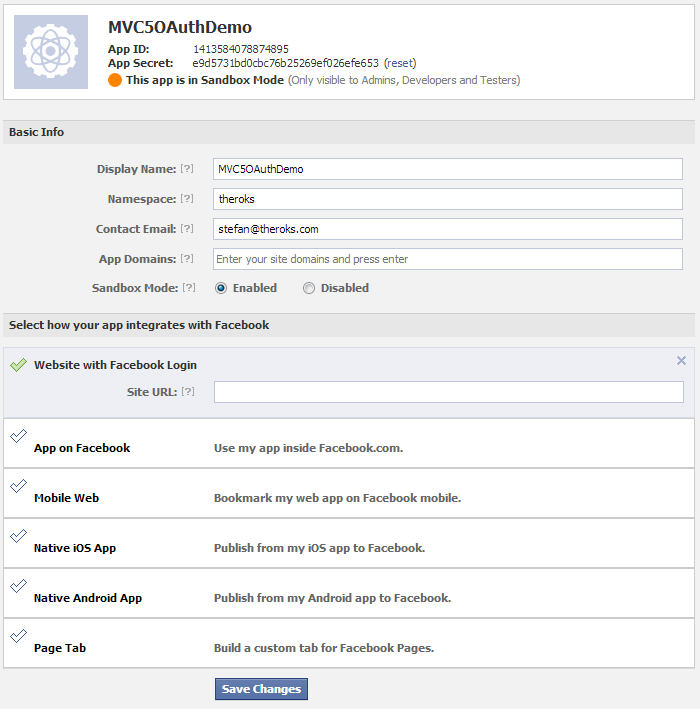 MVC5OAuthDemo
App ID: 1413584078874895
App Secret: e9d5731bd0cbc76b25269ef026efe653 (reset)
This app is in Sandbox Mode (Only visible to Admins, Developers and Testers)
Basic Info
Display Name: [?] MVC5OAuthDemo
Namespace: [?] theroks
Contact Email: [?] stefan@theroks.com
App Domains: [?] Enter your site domains and press enter
Sandbox Mode: [?] Enabled Disabled
Select how your app integrates with Facebook
Website with Facebook Login
Site URL: [?]
App on Facebook Use my app inside Facebook.com.
Mobile Web Bookmark my web app on Facebook mobile.
Native iOS App Publish from my iOS app to Facebook.
Native Android App Publish from my Android app to Facebook.
Page Tab Build a custom tab for Facebook Pages.
Save Changes